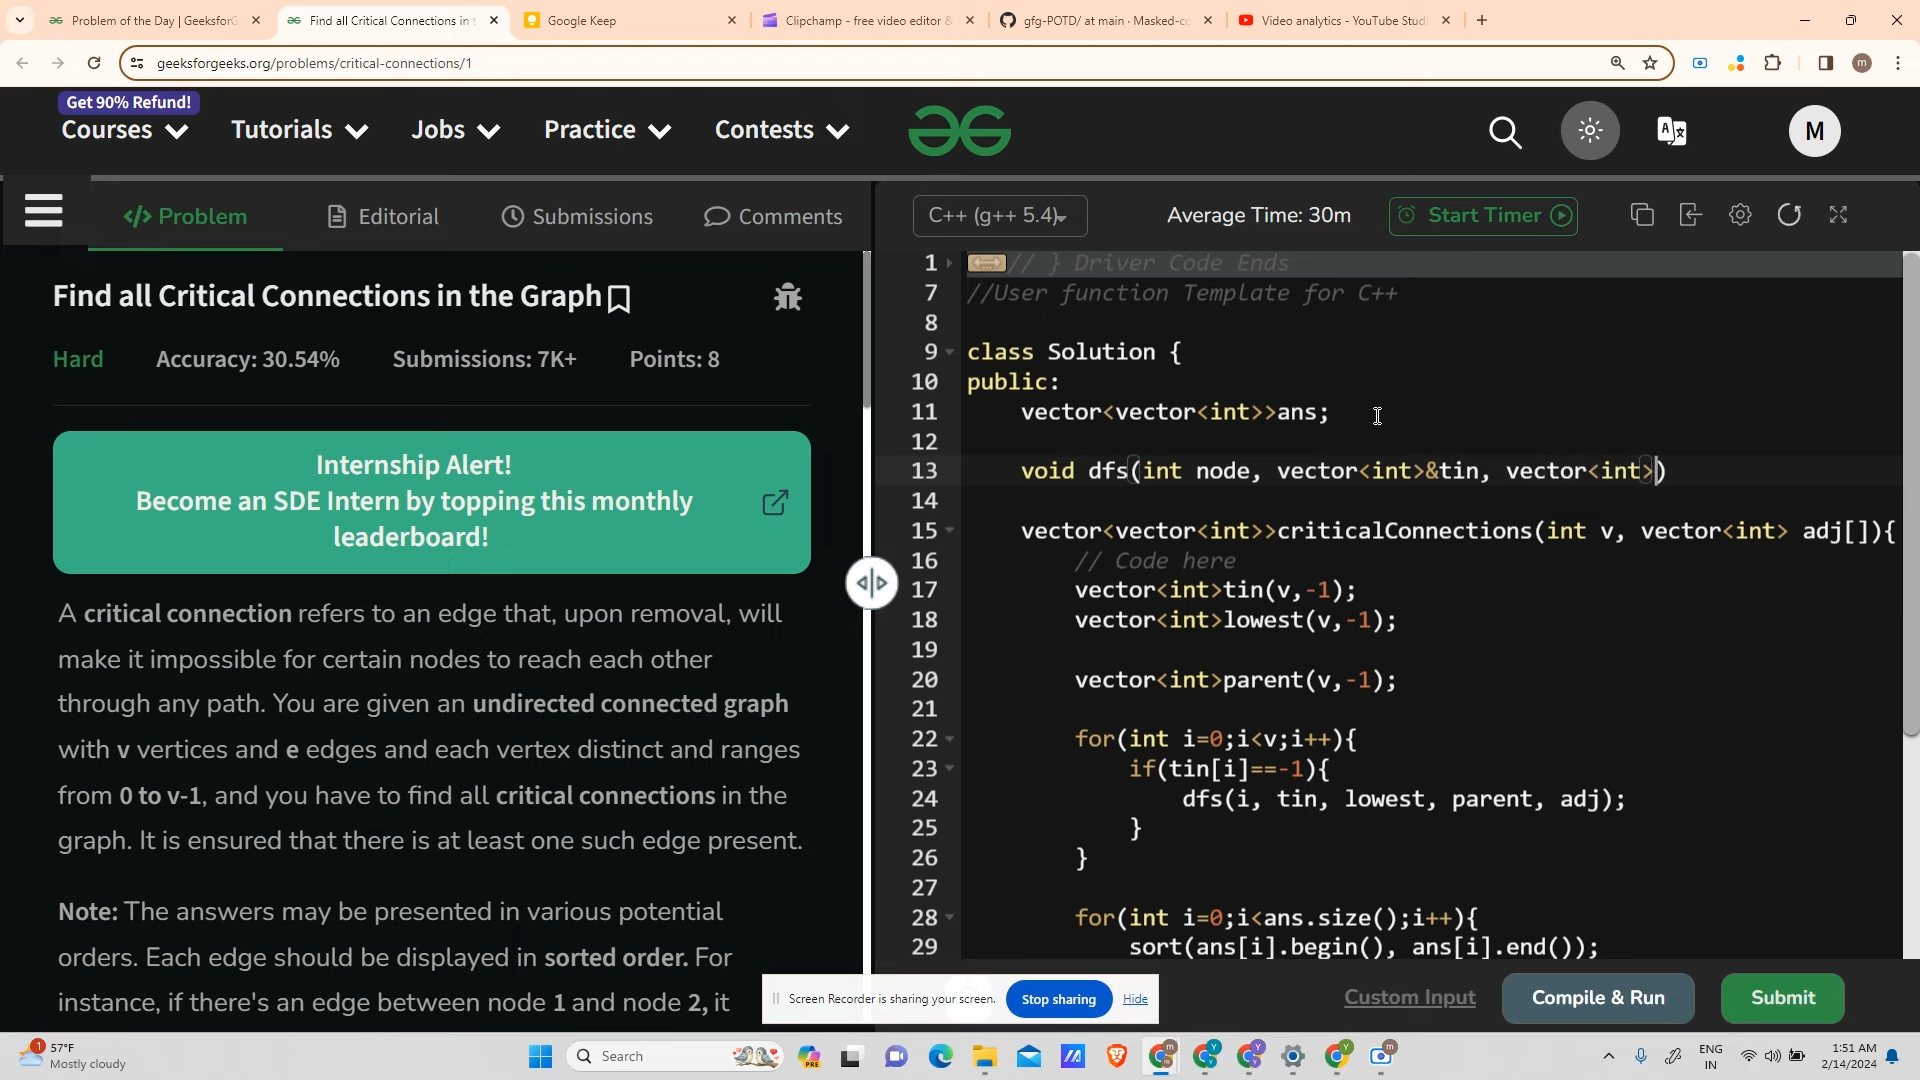 Problem of the Day | GeeksforG
Find all Critical Connections in t
Google Keep
Clipchamp - free video editor &
gfg-POTD/ at main · Masked-co
Video analytics - YouTube Studi
geeksforgeeks.org/problems/critical-connections/1
m
Get 90% Refund!
Courses
Tutorials
Jobs
Practice
Contests
M
</> Problem
Editorial
Submissions
Comments
C++ (g++ 5.4)
Average Time: 30m
Start Timer
Find all Critical Connections in the Graph
Hard
Accuracy: 30.54%
Submissions: 7K+
Points: 8
Internship Alert!
Become an SDE Intern by topping this monthly
leaderboard!
A critical connection refers to an edge that, upon removal, will
make it impossible for certain nodes to reach each other
through any path. You are given an undirected connected graph
with v vertices and e edges and each vertex distinct and ranges
from 0 to v-1, and you have to find all critical connections in the
graph. It is ensured that there is at least one such edge present.
Note: The answers may be presented in various potential
orders. Each edge should be displayed in sorted order. For
instance, if there's an edge between node 1 and node 2, it
1 // } Driver Code Ends
7 //User function Template for C++
8
9 class Solution {
10 public:
11 vector<vector<int>>ans;
12
13 void dfs(int node, vector<int>&tin, vector<int>)
14
15 vector<vector<int>>criticalConnections(int v, vector<int> adj[]){
16 // Code here
17 vector<int>tin(v,-1);
18 vector<int>lowest(v,-1);
19
20 vector<int>parent(v,-1);
21
22 for(int i=0;i<v;i++){
23 if(tin[i]==-1){
24 dfs(i, tin, lowest, parent, adj);
25 }
26 }
27
28 for(int i=0;i<ans.size();i++){
29 sort(ans[i].begin(), ans[i].end());
Screen Recorder is sharing your screen.
Stop sharing
Hide
Custom Input
Compile & Run
Submit
1
57°F
Mostly cloudy
Search
PRE
ENG
IN
1:51 AM
2/14/2024